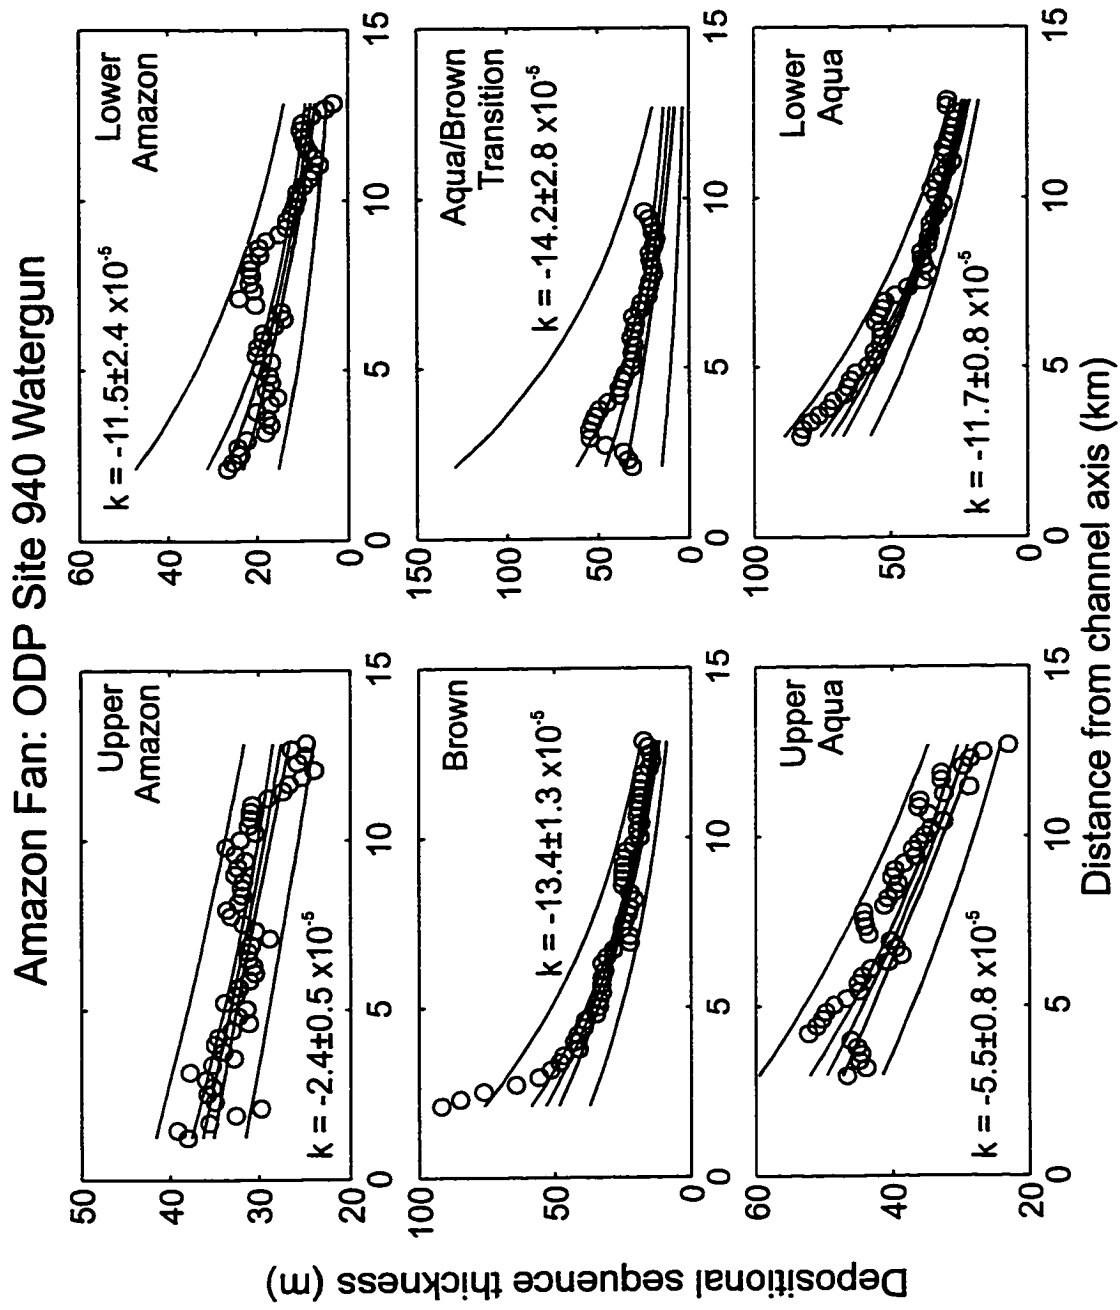 Amazon Fan: ODP Site 940 Watergun
Depositional sequence thickness (m)
50
40
30
20
0
5
10
15
Upper
Amazon
k = -2.4±0.5 x10⁻⁵
60
40
20
0
0
5
10
15
Lower
Amazon
k = -11.5±2.4 x10⁻⁵
100
50
0
0
5
10
15
Brown
k = -13.4±1.3 x10⁻⁵
150
100
50
0
0
5
10
15
Aqua/Brown
Transition
k = -14.2±2.8 x10⁻⁵
60
40
20
0
5
10
15
Upper
Aqua
k = -5.5±0.8 x10⁻⁵
100
50
0
0
5
10
15
Lower
Aqua
k = -11.7±0.8 x10⁻⁵
Distance from channel axis (km)